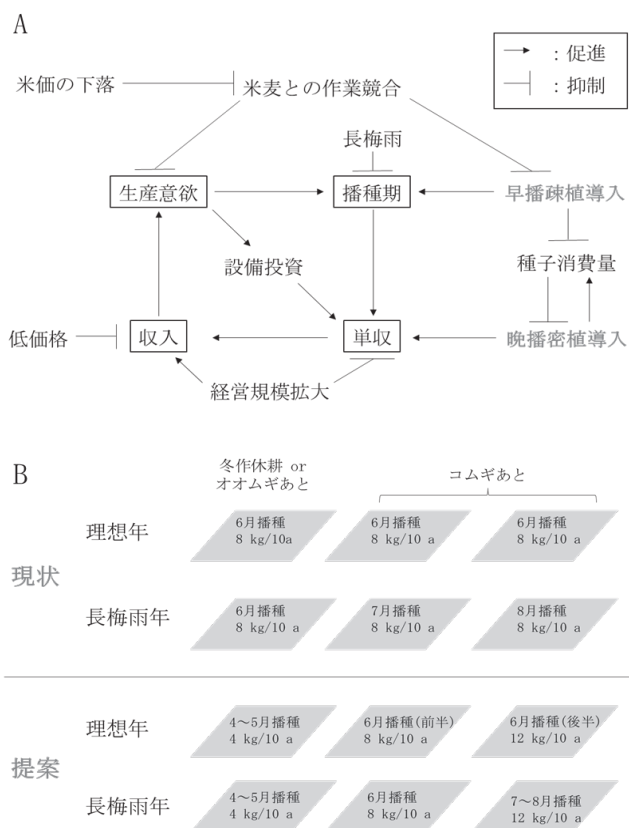 A
：促進
：抑制
米価の下落
米麦との作業競合
長梅雨
生産意欲
播種期
早播疎植導入
設備投資
種子消費量
低価格
収入
単収
晩播密植導入
経営規模拡大
B
冬作休耕 or
オオムギあと
コムギあと
現状
理想年
6月播種
8 kg/10a
6月播種
8 kg/10 a
6月播種
8 kg/10 a
長梅雨年
6月播種
8 kg/10 a
7月播種
8 kg/10 a
8月播種
8 kg/10 a
提案
理想年
4～5月播種
4 kg/10 a
6月播種(前半)
8 kg/10 a
6月播種(後半)
12 kg/10 a
長梅雨年
4～5月播種
4 kg/10 a
6月播種
8 kg/10 a
7～8月播種
12 kg/10 a